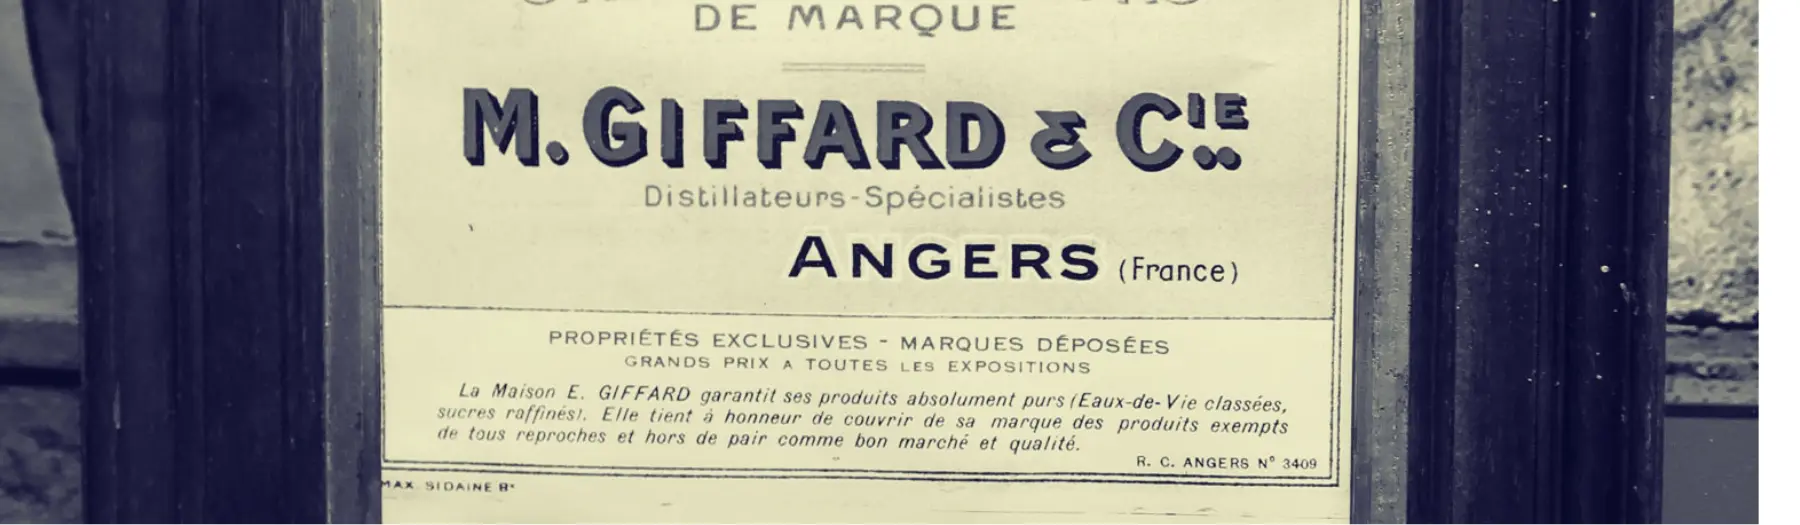 DE MARQUE
M. GIFFARD & CIE
Distillateurs-Spécialistes
ANGERS (France)
PROPRIÉTÉS EXCLUSIVES - MARQUES DÉPOSÉES
GRANDS PRIX A TOUTES LES EXPOSITIONS
La Maison E. GIFFARD garantit ses produits absolument purs (Eaux-de-Vie classées,
sucres raffinés). Elle tient à honneur de couvrir de sa marque des produits exempts
de tous reproches et hors de pair comme bon marché et qualité.
R. C. ANGERS N° 3409
MAX. SIDAINE